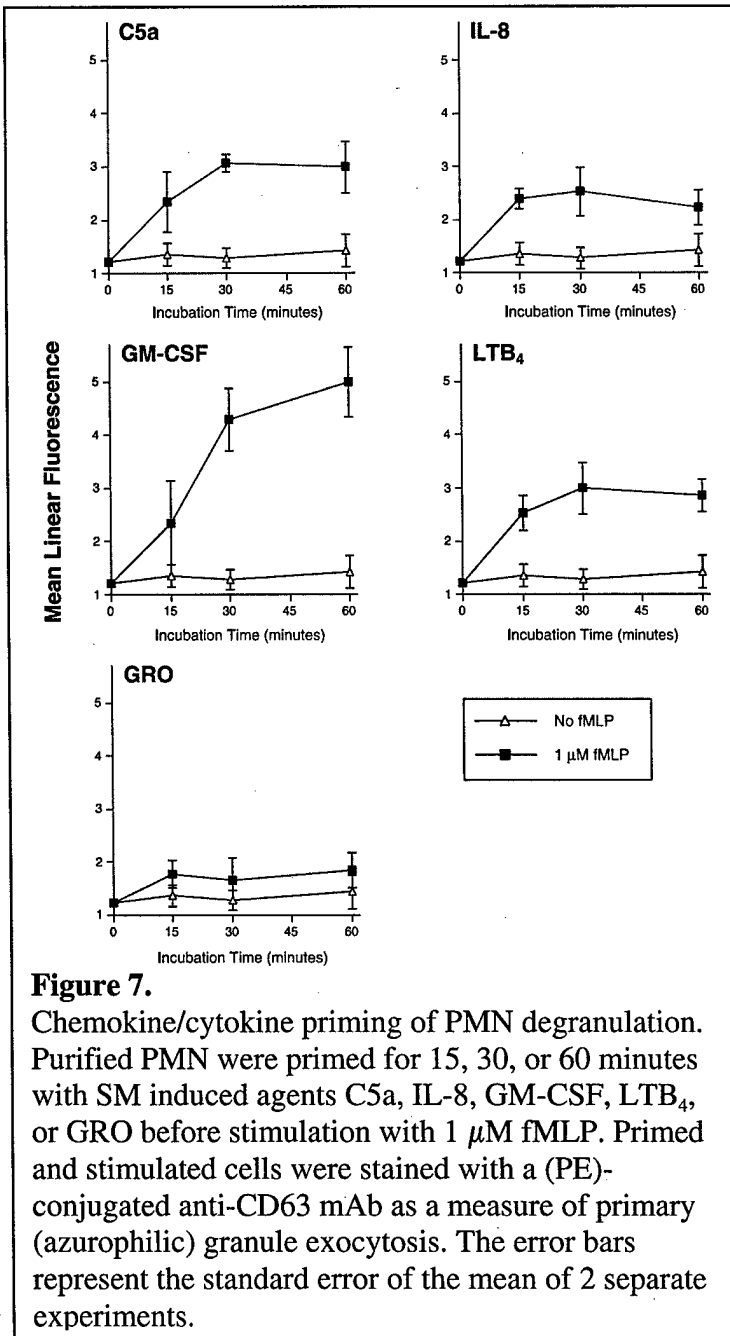 C5a
5
4
3
2
1
0 15 30 45 60
Incubation Time (minutes)
IL-8
5
4
3
2
1
0 15 30 45 60
Incubation Time (minutes)
Mean Linear Fluorescence
GM-CSF
5
4
3
2
1
0 15 30 45 60
Incubation Time (minutes)
LTB₄
5
4
3
2
1
0 15 30 45 60
Incubation Time (minutes)
GRO
5
4
3
2
1
0 15 30 45 60
Incubation Time (minutes)
No fMLP
1 μM fMLP
Figure 7.
Chemokine/cytokine priming of PMN degranulation.
Purified PMN were primed for 15, 30, or 60 minutes
with SM induced agents C5a, IL-8, GM-CSF, LTB₄,
or GRO before stimulation with 1 μM fMLP. Primed
and stimulated cells were stained with a (PE)-
conjugated anti-CD63 mAb as a measure of primary
(azurophilic) granule exocytosis. The error bars
represent the standard error of the mean of 2 separate
experiments.